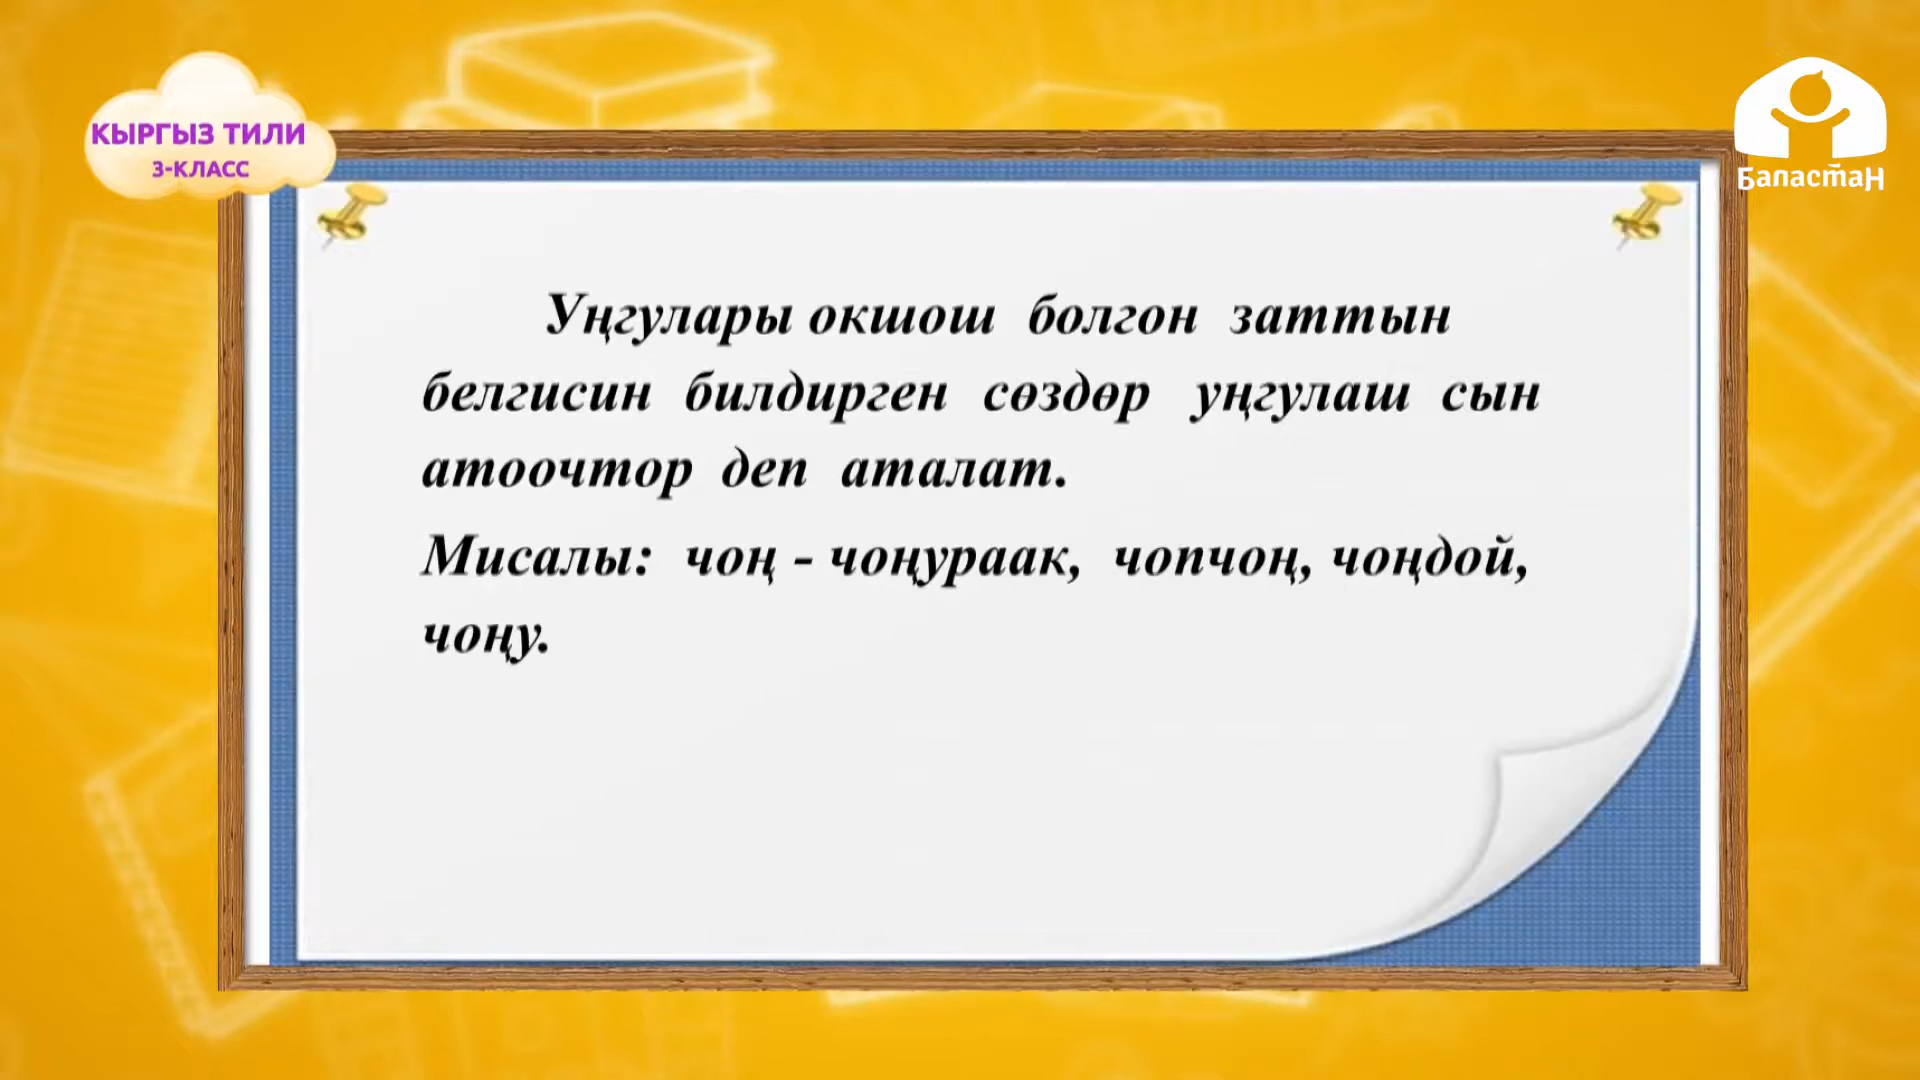 КЫРГЫЗ ТИЛИ
3-КЛАСС
Баластан
Уңгулары окшош болгон заттын
белгисин билдирген сөздөр уңгулаш сын
атоочтор деп аталат.
Мисалы: чоң - чоңураак, чопчоң, чоңдой,
чоңу.